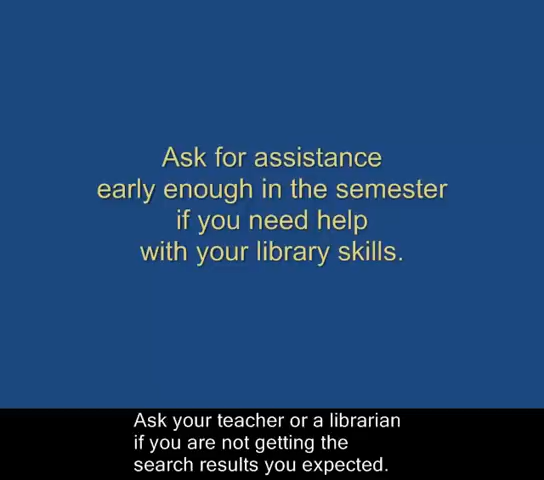 Ask for assistance
early enough in the semester
if you need help
with your library skills.
Ask your teacher or a librarian
if you are not getting the
search results you expected.